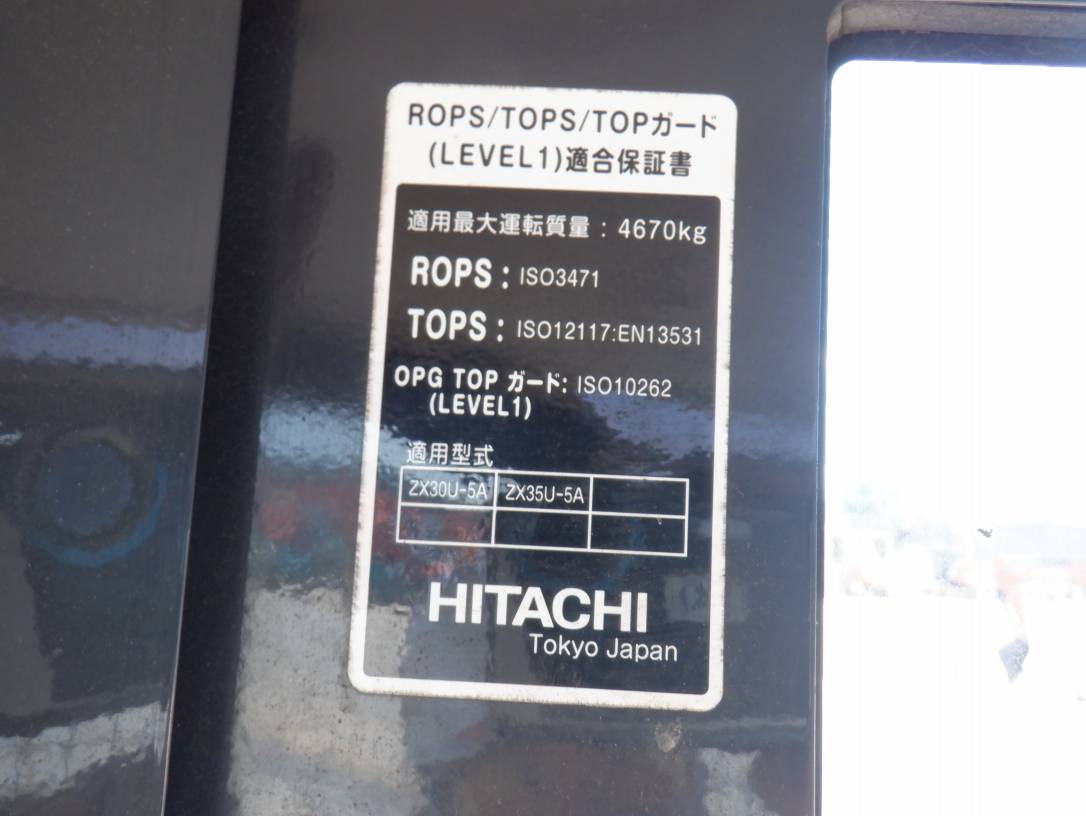 ROPS/TOPS/TOPガード
(LEVEL1)適合保証書
適用最大運転質量：4670kg
ROPS：ISO3471
TOPS：ISO12117:EN13531
OPG TOP ガード：ISO10262
(LEVEL1)
適用型式
ZX30U-5A ZX35U-5A
HITACHI
Tokyo Japan